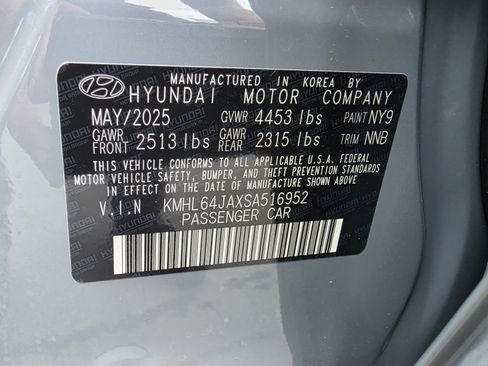 MANUFACTURED IN KOREA BY
HYUNDAI MOTOR COMPANY
MAY/2025 GVWR 4453 lbs PAINT NY9
GAWR FRONT 2513 lbs GAWR REAR 2315 lbs TRIM NNB
THIS VEHICLE CONFORMS TO ALL APPLICABLE U.S.A. FEDERAL
MOTOR VEHICLE SAFETY, BUMPER, AND THEFT PREVENTION STANDARDS
IN EFFECT ON THE DATE OF MANUFACTURE SHOWN ABOVE.
V.I.N KMHL64JAXSA516952
PASSENGER CAR